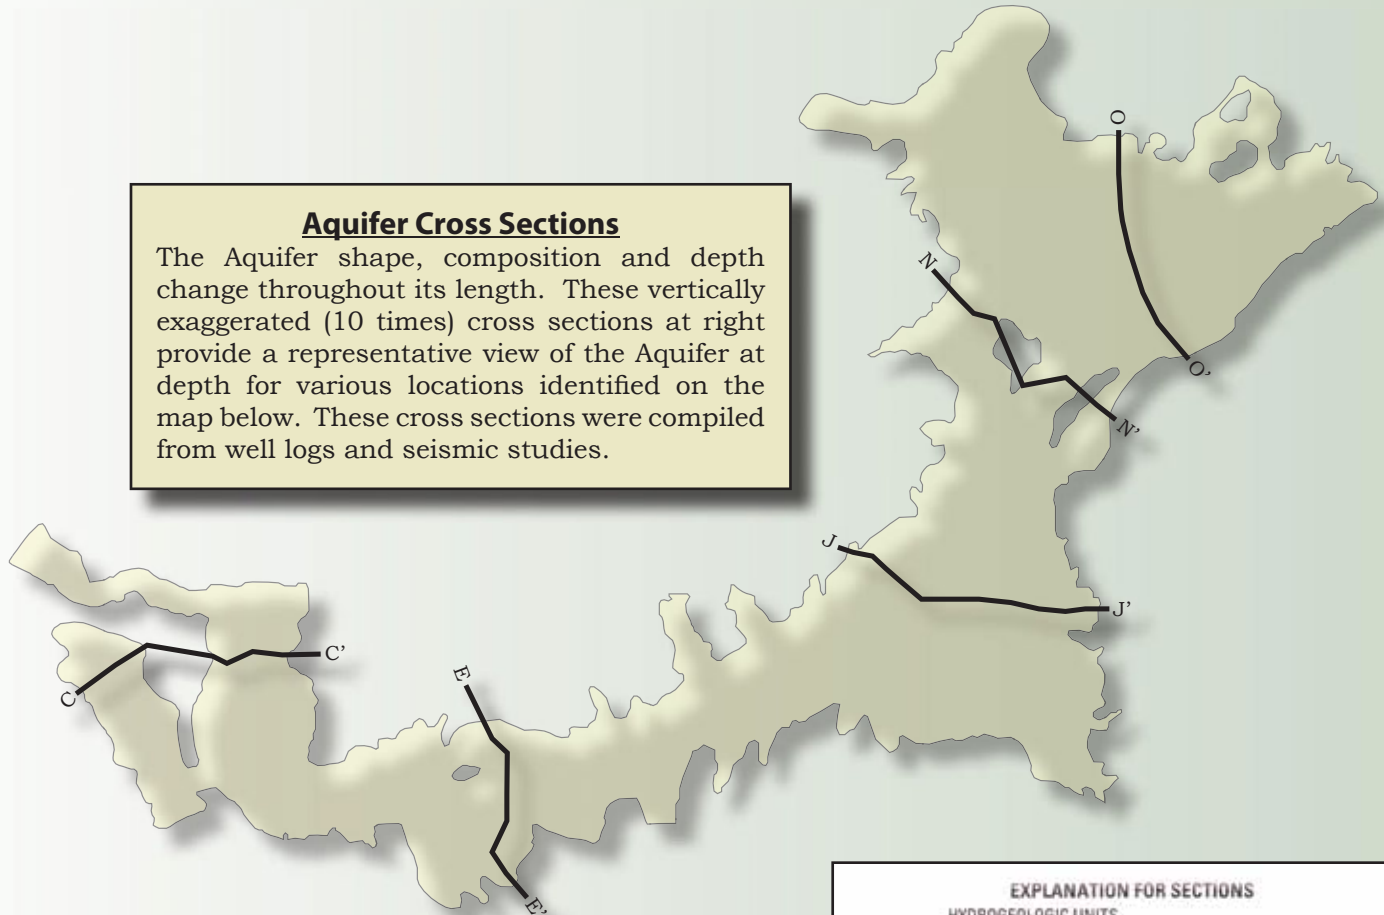 Aquifer Cross Sections
The Aquifer shape, composition and depth
change throughout its length. These vertically
exaggerated (10 times) cross sections at right
provide a representative view of the Aquifer at
depth for various locations identified on the
map below. These cross sections were compiled
from well logs and seismic studies.
O
N
O'
N'
J
J'
C
C'
E
E'
EXPLANATION FOR SECTIONS
HYDROGEOLOGIC UNITS